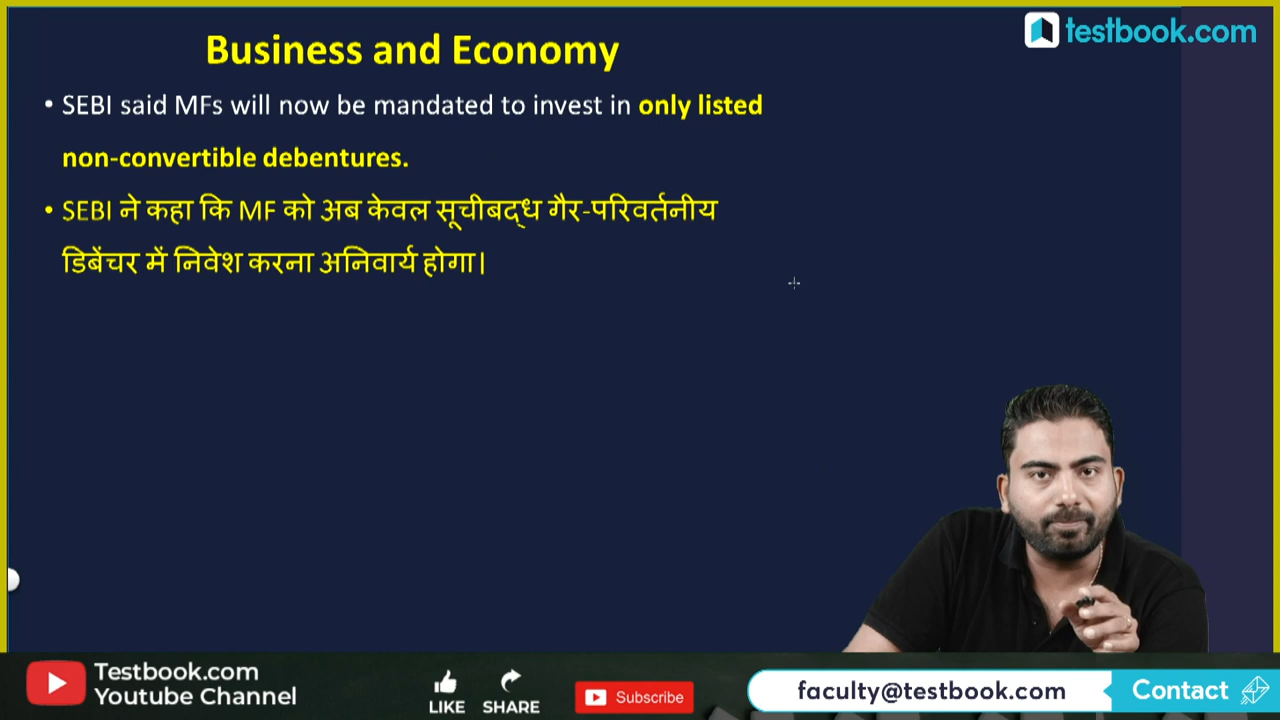 Business and Economy
testbook.com
• SEBI said MFs will now be mandated to invest in only listed
non-convertible debentures.
• SEBI ने कहा कि MF को अब केवल सूचीबद्ध गैर-परिवर्तनीय
डिबेंचर में निवेश करना अनिवार्य होगा।
Testbook.com
Youtube Channel
LIKE
SHARE
Subscribe
faculty@testbook.com
Contact